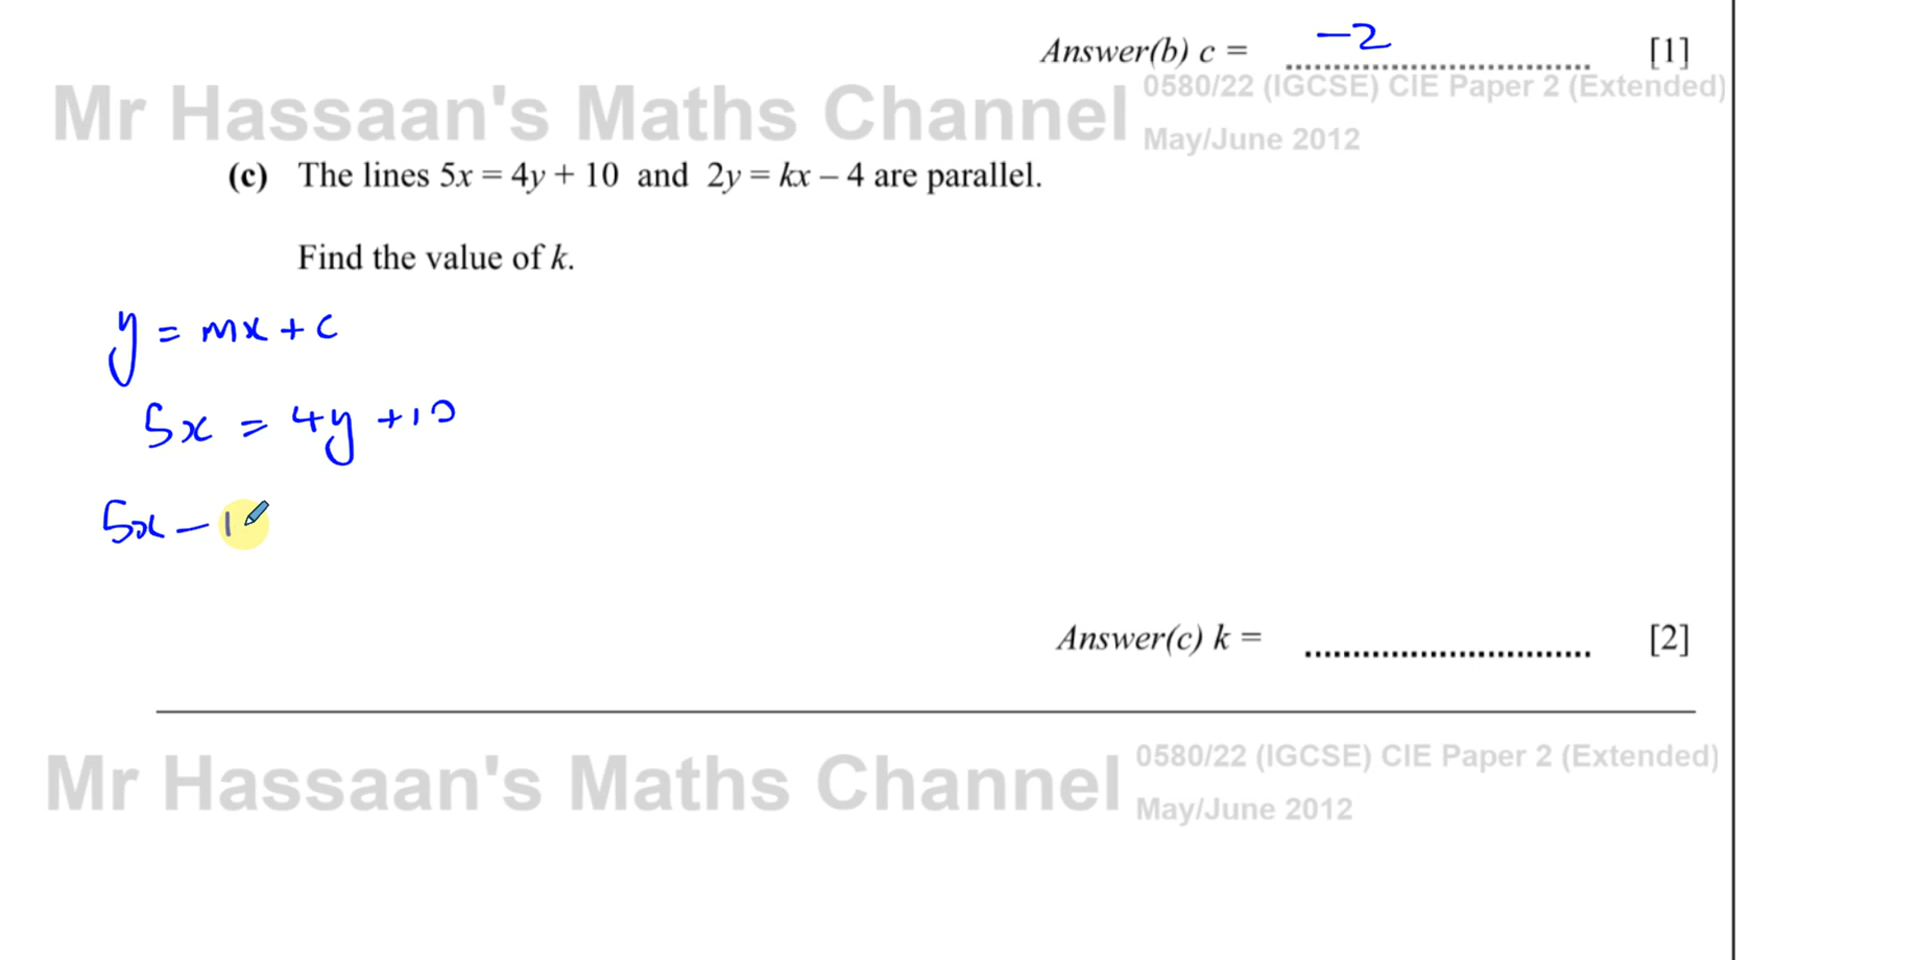 Answer(b) c = -2 [1]
Mr Hassaan's Maths Channel 0580/22 (IGCSE) CIE Paper 2 (Extended)
May/June 2012
(c) The lines 5x = 4y + 10 and 2y = kx – 4 are parallel.
Find the value of k.
y = mx + c
5x = 4y + 10
5x - 1
Answer(c) k = .............................. [2]
Mr Hassaan's Maths Channel 0580/22 (IGCSE) CIE Paper 2 (Extended)
May/June 2012